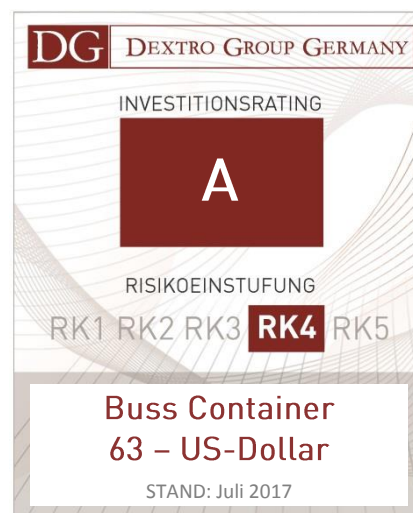 DG DEXTRO GROUP GERMANY
INVESTITIONSRATING
A
RISIKOEINSTUFUNG
RK1 RK2 RK3 RK4 RK5
Buss Container
63 – US-Dollar
STAND: Juli 2017